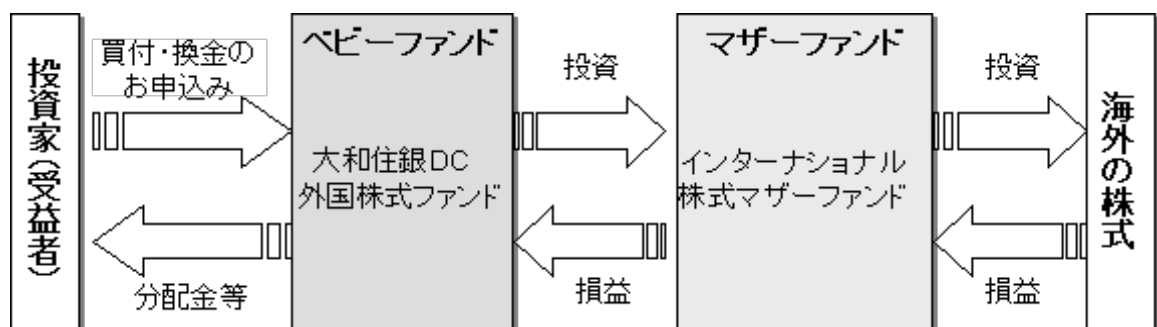 投資家(受益者)
買付・換金の
お申込み
分配金等
ベビーファンド
大和住銀DC
外国株式ファンド
投資
損益
マザーファンド
インターナショナル
株式マザーファンド
投資
損益
海外の株式